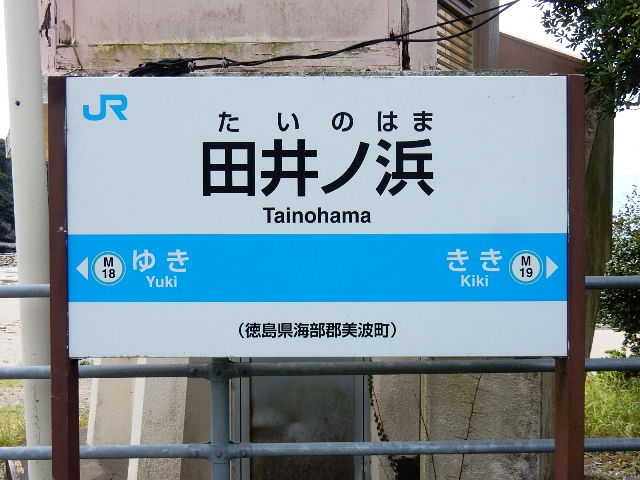 JR
たいのはま
田井ノ浜
Tainohama
M18 ゆき Yuki
きき Kiki M19
（徳島県海部郡美波町）